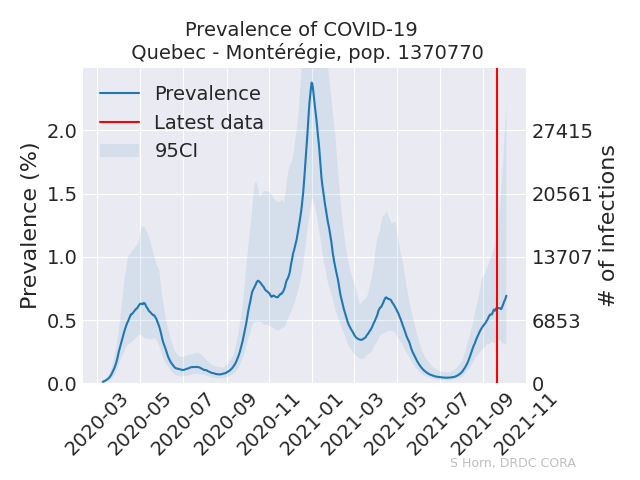 Prevalence of COVID-19
Quebec - Montérégie, pop. 1370770
Prevalence
Latest data
95CI
Prevalence (%)
2.0
1.5
1.0
0.5
0.0
27415
20561
13707
6853
0
# of infections
2020-03
2020-05
2020-07
2020-09
2020-11
2021-01
2021-03
2021-05
2021-07
2021-09
2021-11
S Horn, DRDC CORA